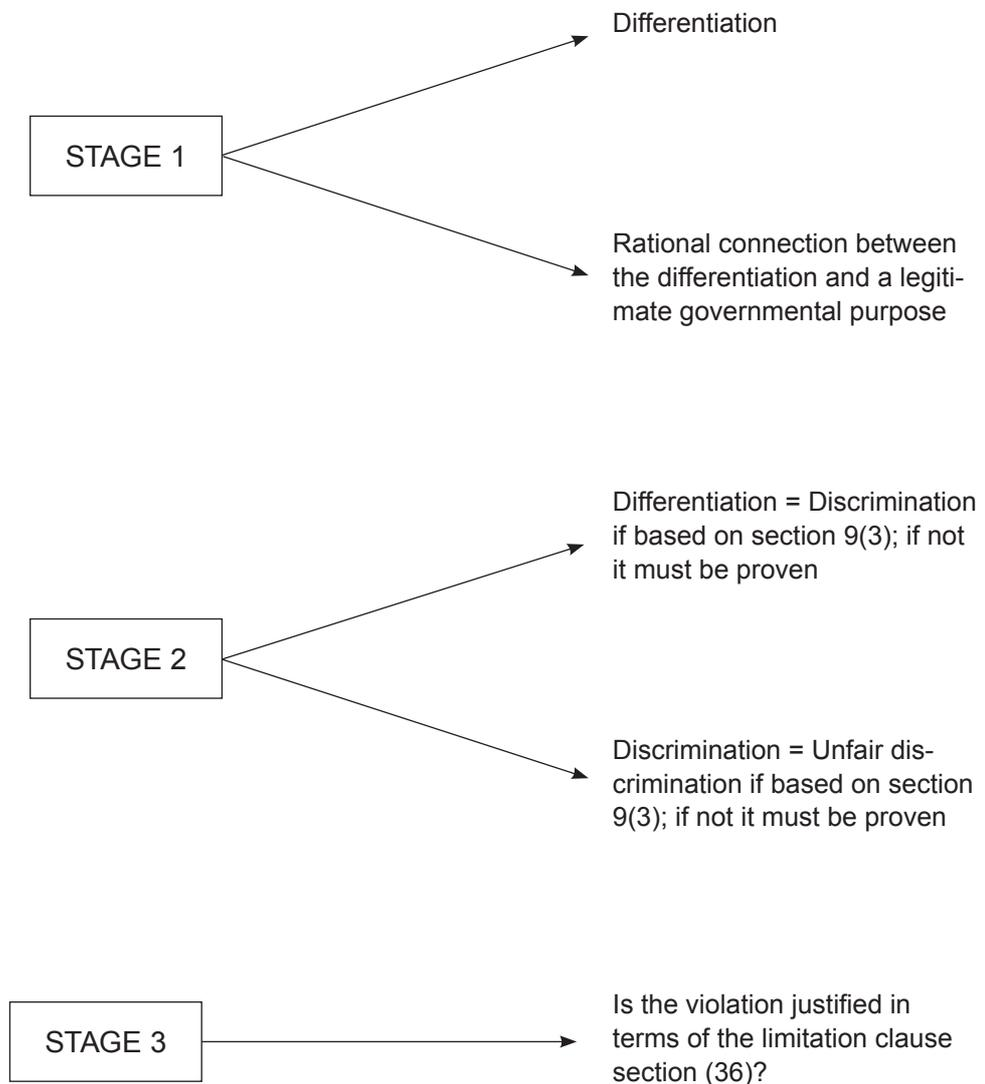 Differentiation
STAGE 1
Rational connection between
the differentiation and a legiti-
mate governmental purpose
Differentiation = Discrimination
if based on section 9(3); if not
it must be proven
STAGE 2
Discrimination = Unfair dis-
crimination if based on section
9(3); if not it must be proven
STAGE 3
Is the violation justified in
terms of the limitation clause
section (36)?